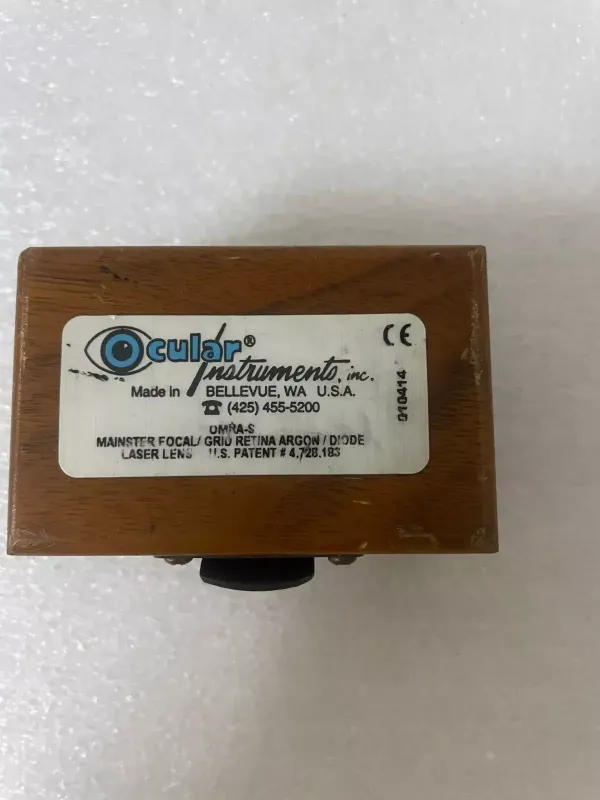 Ocular®
Instruments, inc.
Made in BELLEVUE, WA U.S.A.
☎ (425) 455-5200
OMRA-S
MAINSTER FOCAL/ GRID RETINA ARGON / DIODE
LASER LENS U.S. PATENT # 4,728,183
CE
010414